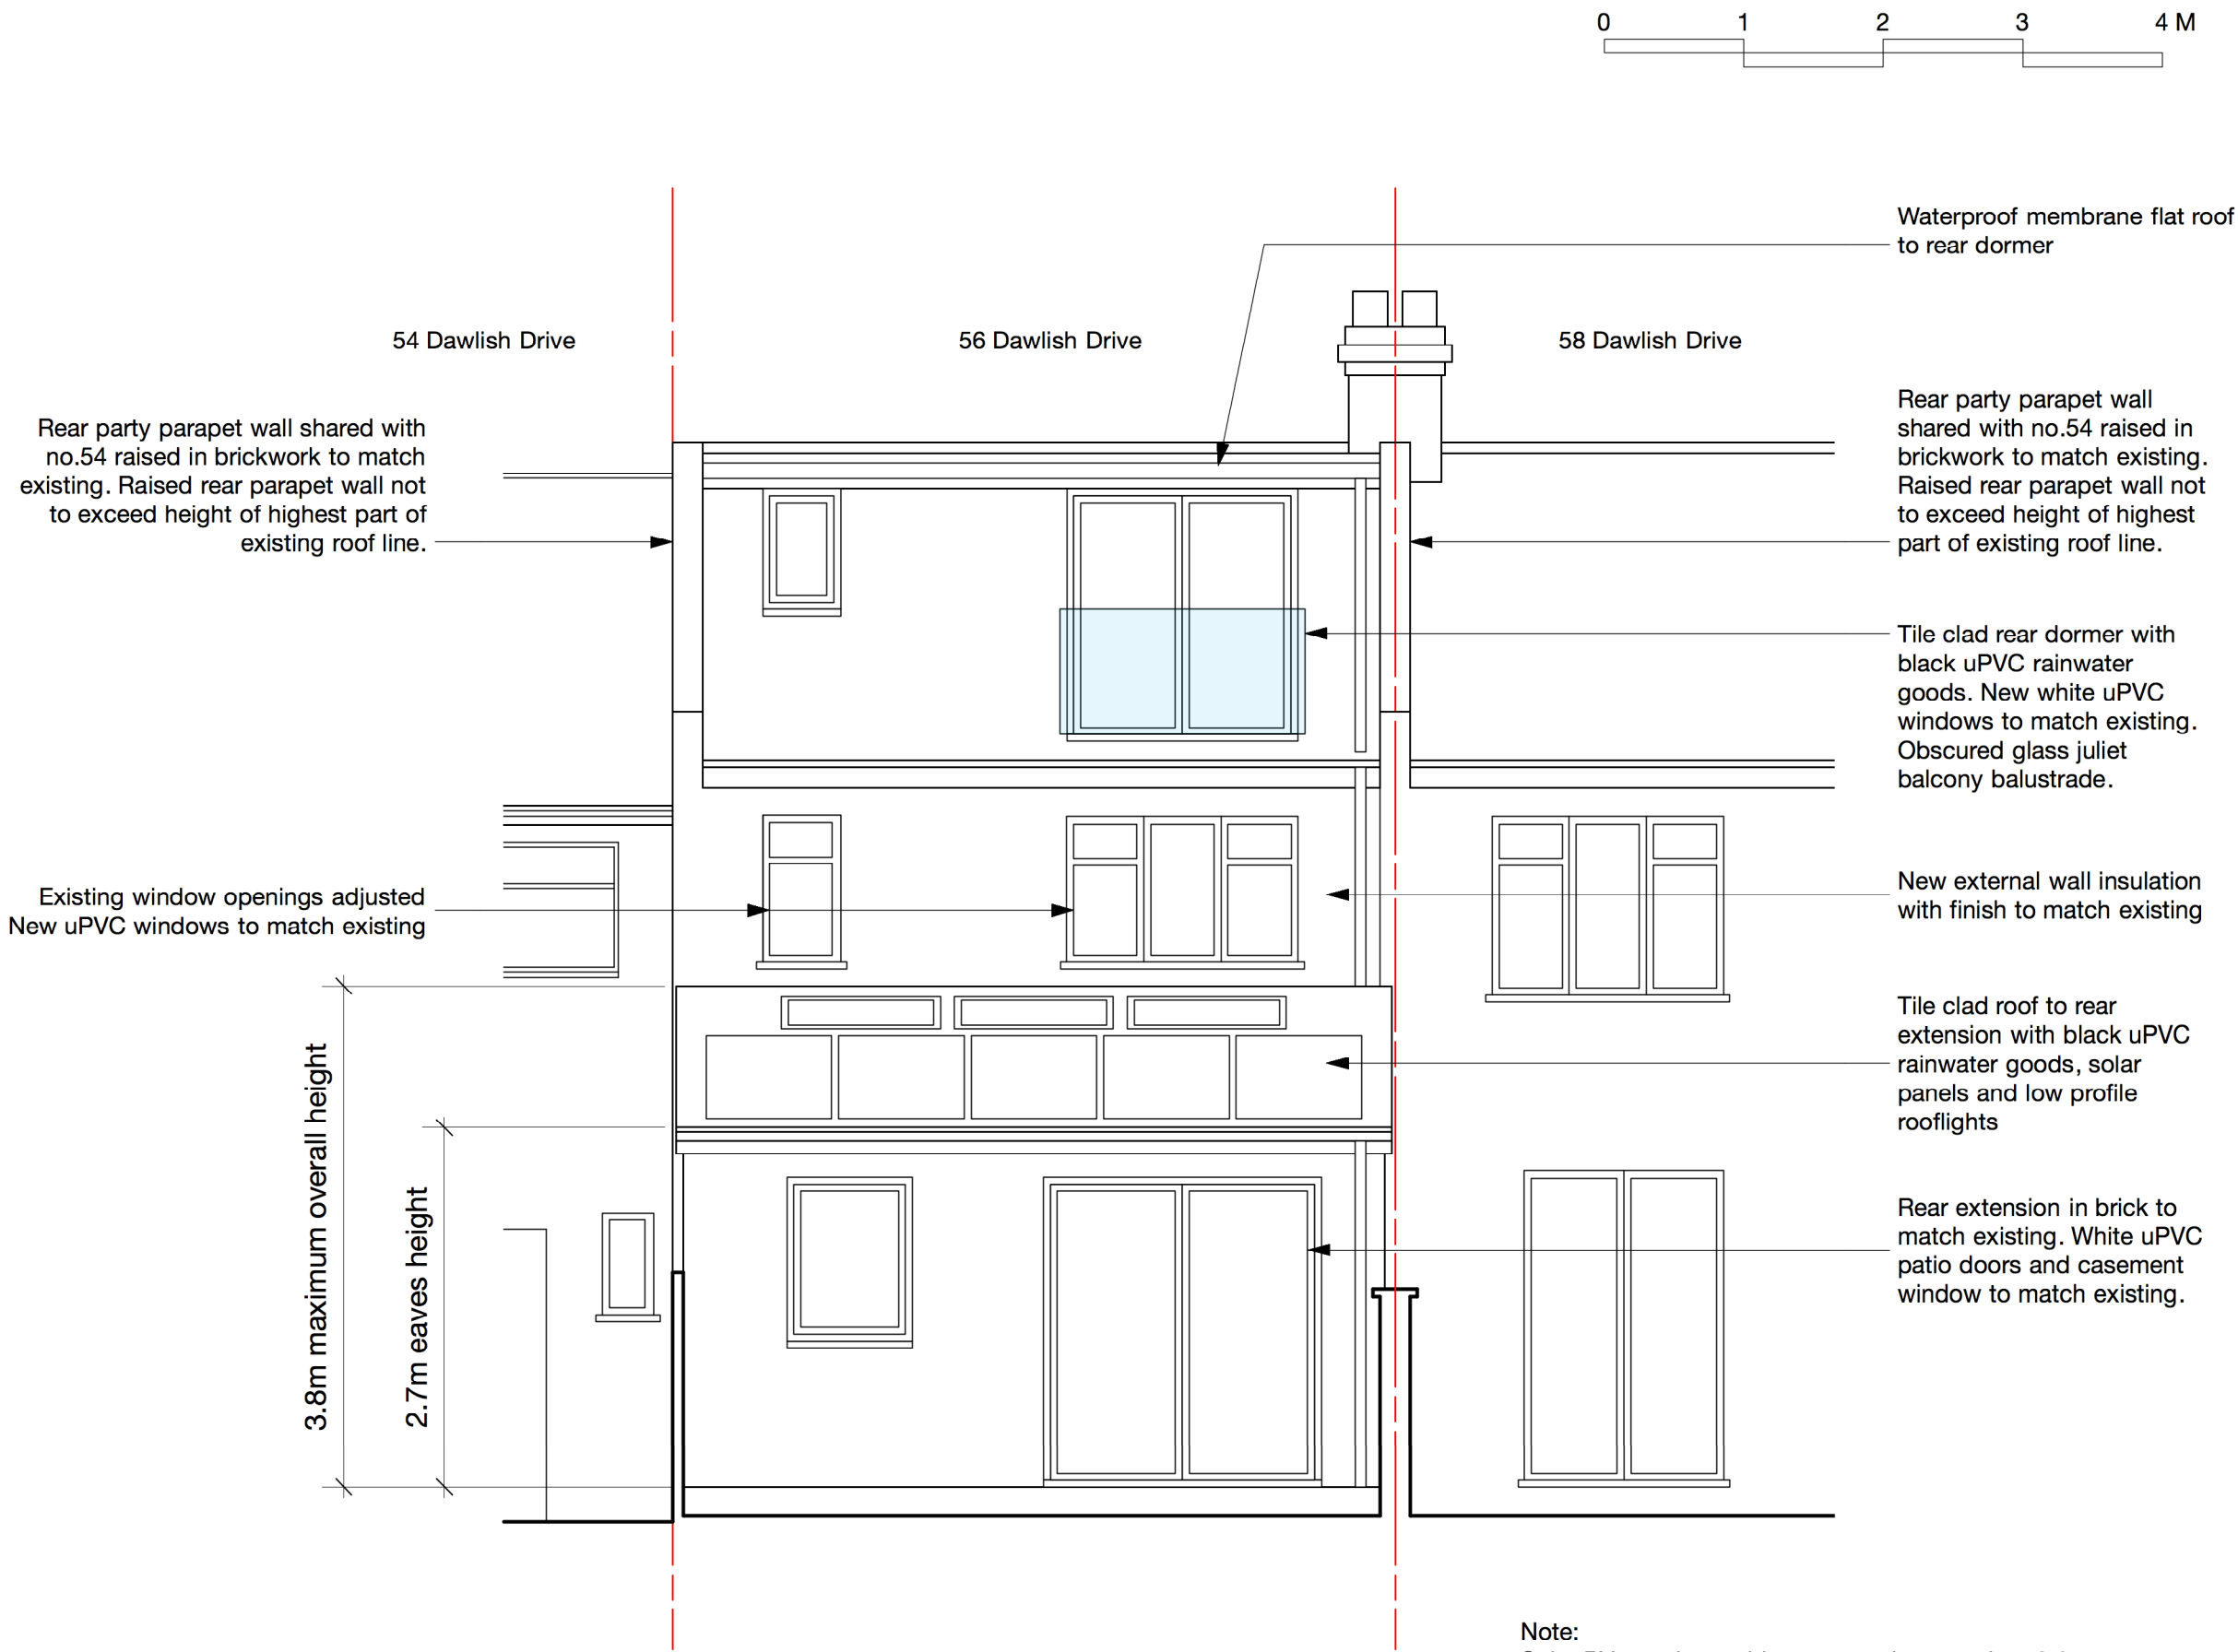 0 1 2 3 4 M
Waterproof membrane flat roof
to rear dormer
54 Dawlish Drive
56 Dawlish Drive
58 Dawlish Drive
Rear party parapet wall shared with
no.54 raised in brickwork to match
existing. Raised rear parapet wall not
to exceed height of highest part of
existing roof line.
Rear party parapet wall
shared with no.54 raised in
brickwork to match existing.
Raised rear parapet wall not
to exceed height of highest
part of existing roof line.
Tile clad rear dormer with
black uPVC rainwater
goods. New white uPVC
windows to match existing.
Obscured glass juliet
balcony balustrade.
Existing window openings adjusted
New uPVC windows to match existing
New external wall insulation
with finish to match existing
Tile clad roof to rear
extension with black uPVC
rainwater goods, solar
panels and low profile
rooflights
3.8m maximum overall height
2.7m eaves height
Rear extension in brick to
match existing. White uPVC
patio doors and casement
window to match existing.
Note: